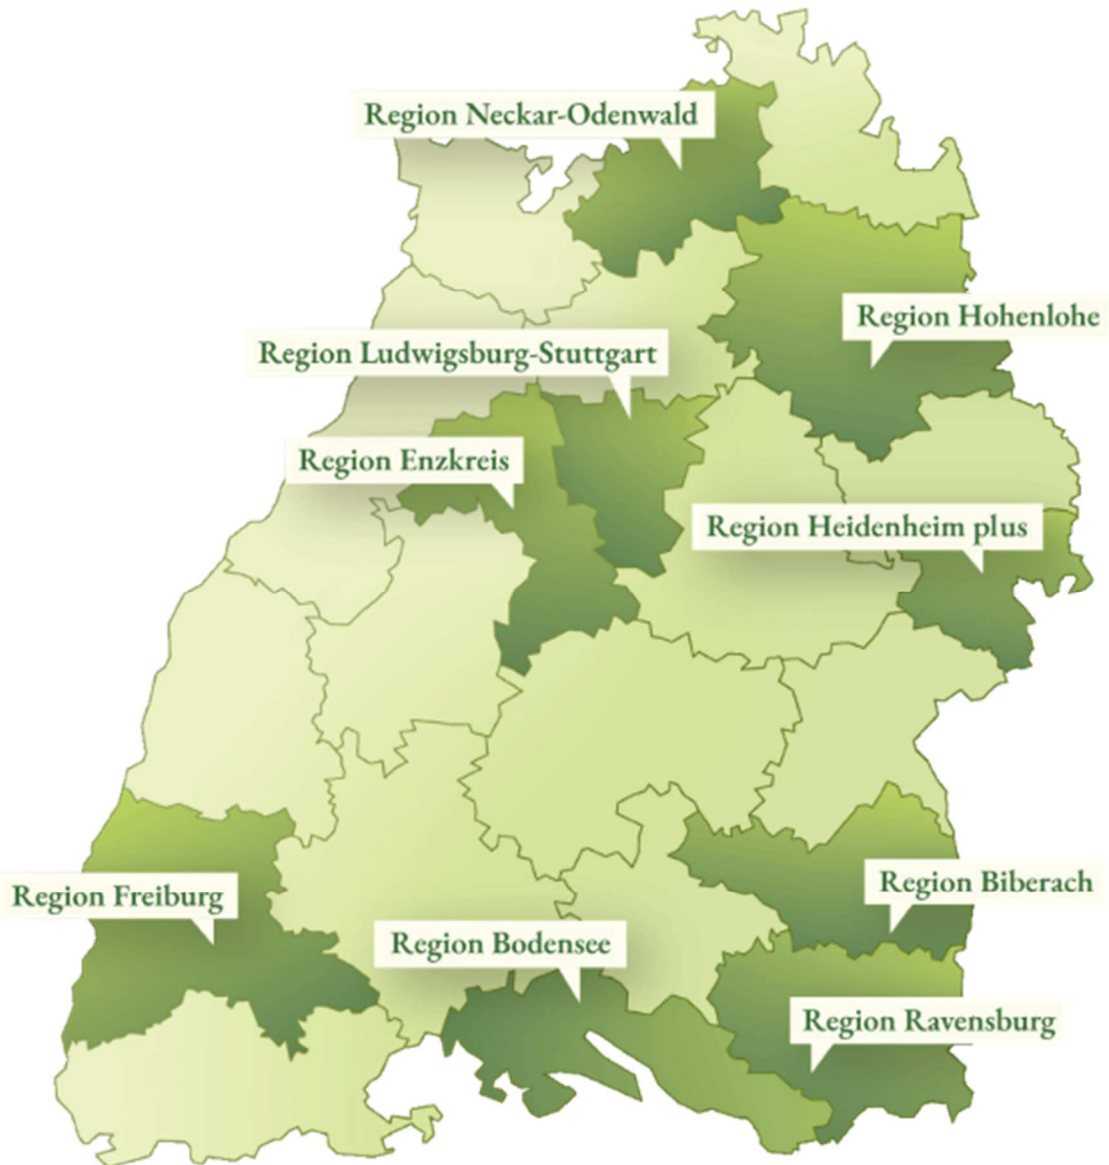 Region Neckar-Odenwald
Region Hohenlohe
Region Ludwigsburg-Stuttgart
Region Enzkreis
Region Heidenheim plus
Region Biberach
Region Freiburg
Region Bodensee
Region Ravensburg